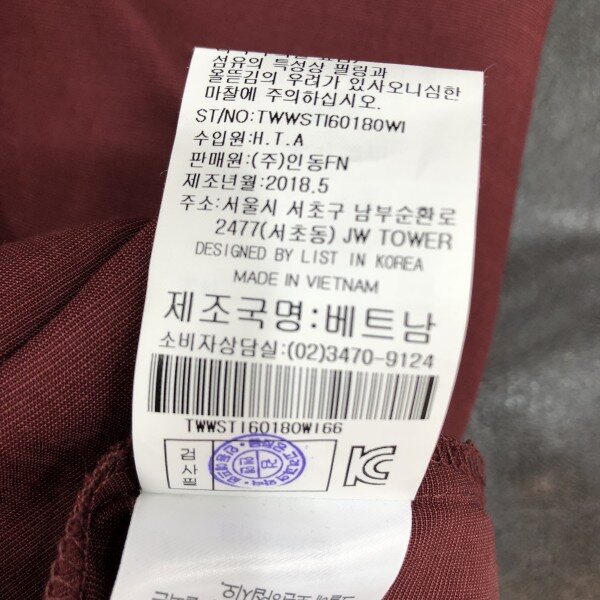 섬유의 특성상 필링과
올뜯김의 우려가 있사오니심한
마찰에 주의하십시오.
ST/NO:TWWSTI60180WI
수입원:H.T.A
판매원:(주)인동FN
제조년월:2018.5
주소:서울시 서초구 남부순환로
2477(서초동) JW TOWER
DESIGNED BY LIST IN KOREA
MADE IN VIETNAM
제조국명:베트남
소비자상담실:(02)3470-9124
TWWSTI60180WI66
검사필